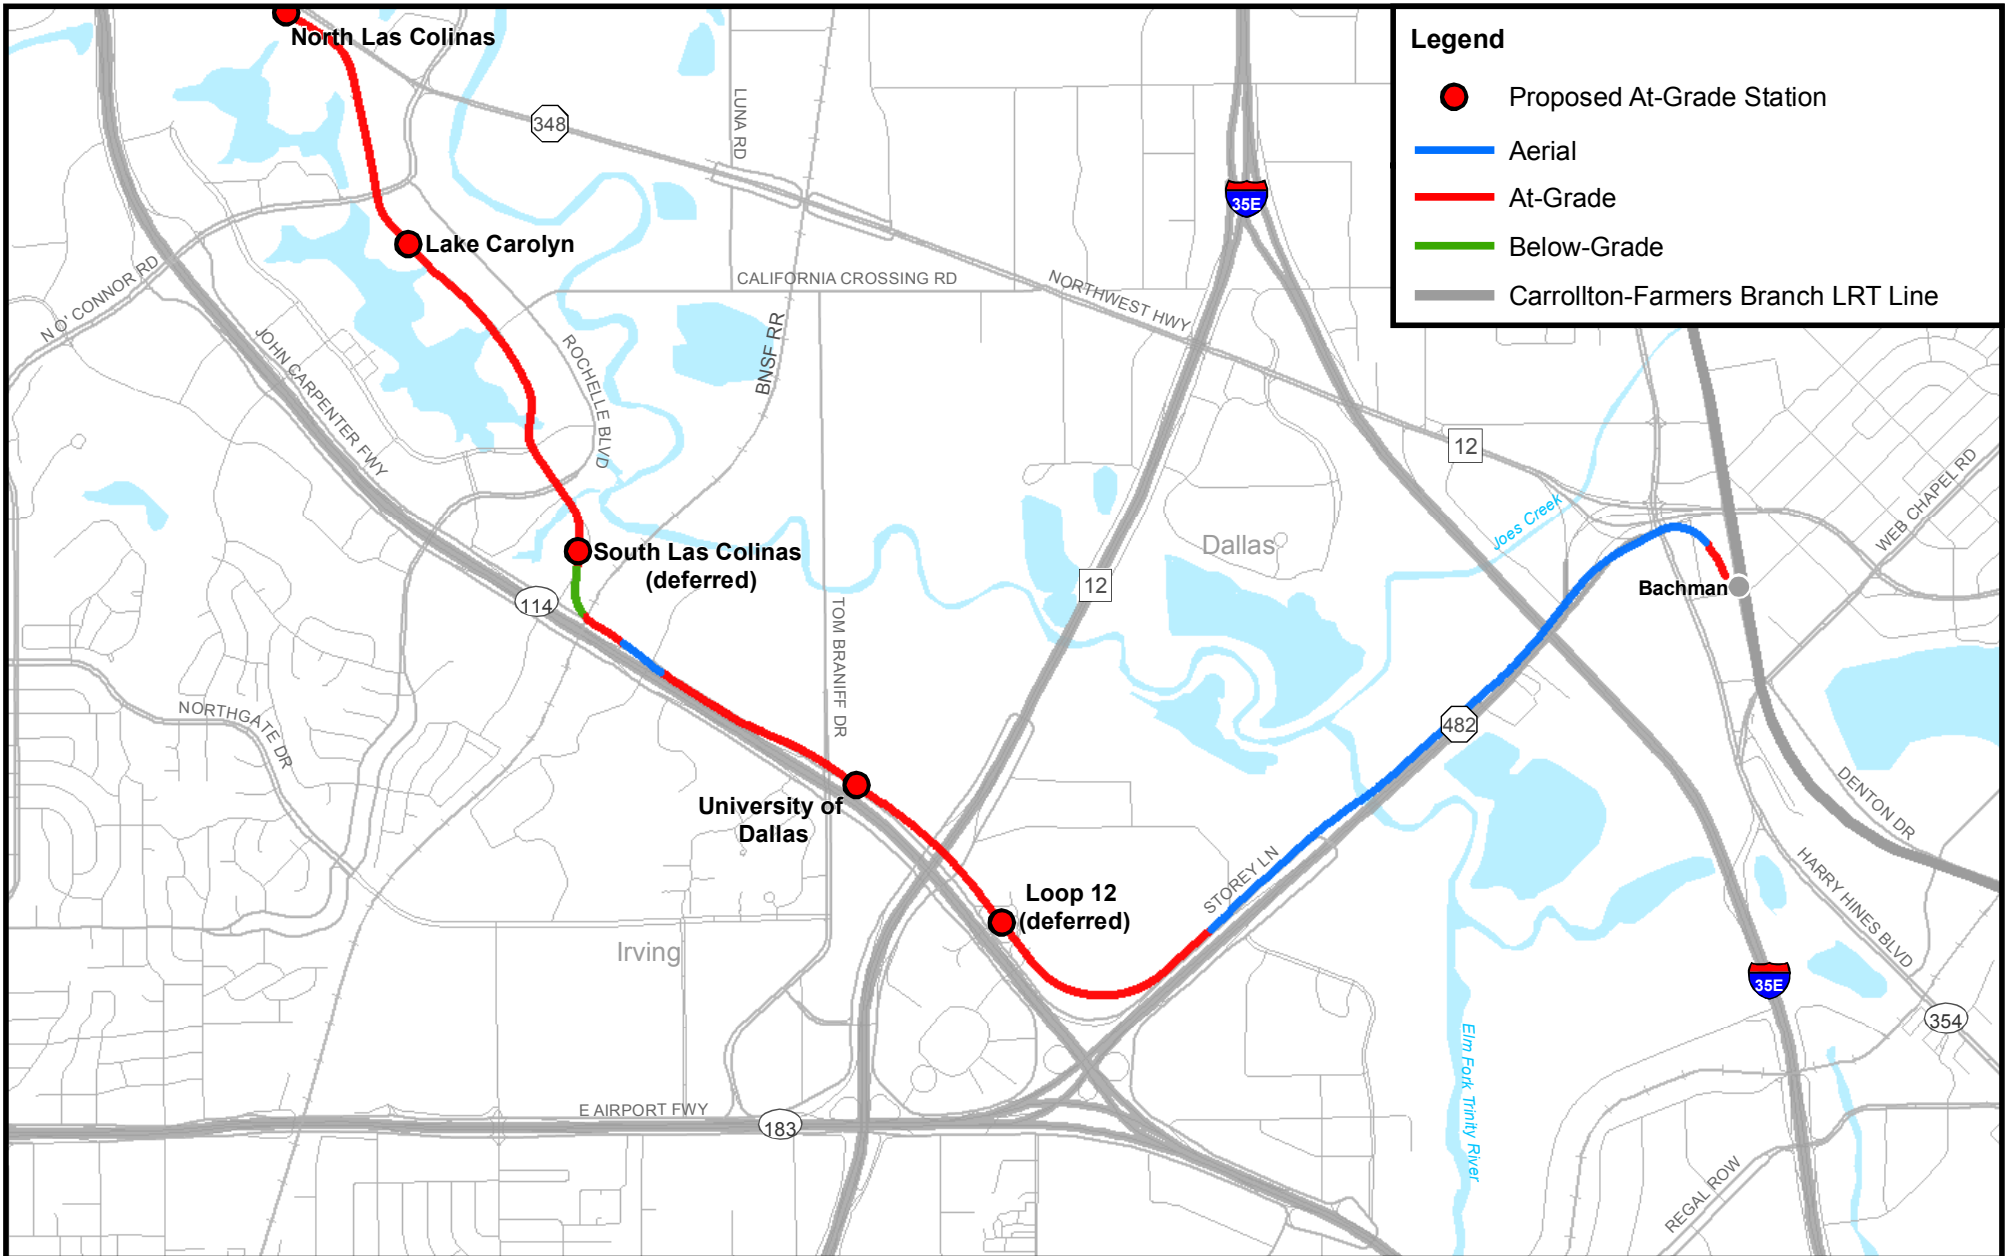 North Las Colinas
Legend
Proposed At-Grade Station
Aerial
At-Grade
Below-Grade
Carrollton-Farmers Branch LRT Line
348
LUNA RD
35E
Lake Carolyn
N O' CONNOR RD
CALIFORNIA CROSSING RD
NORTHWEST HWY
JOHN CARPENTER FWY
ROCHELLE BLVD
BNSF RR
12
WEB CHAPEL RD
Joes Creek
Dallas
South Las Colinas
(deferred)
12
Bachman
114
TOM BRANIFF DR
NORTHGATE DR
482
University of
Dallas
DENTON DR
STOREY LN
HARRY HINES BLVD
Loop 12
(deferred)
Irving
35E
354
Elm Fork Trinity River
E AIRPORT FWY
183
REGAL ROW